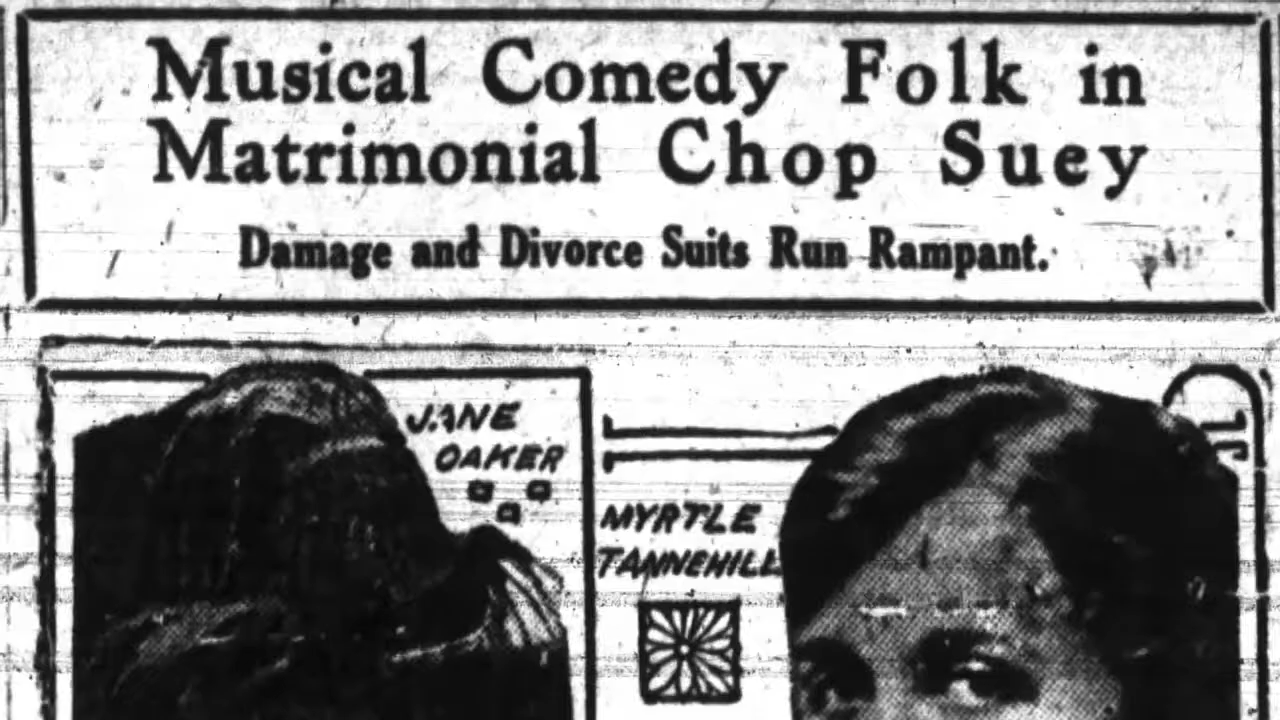 Musical Comedy Folk in
Matrimonial Chop Suey
Damage and Divorce Suits Run Rampant.
JANE
OAKER
MYRTLE
TANNEHILL